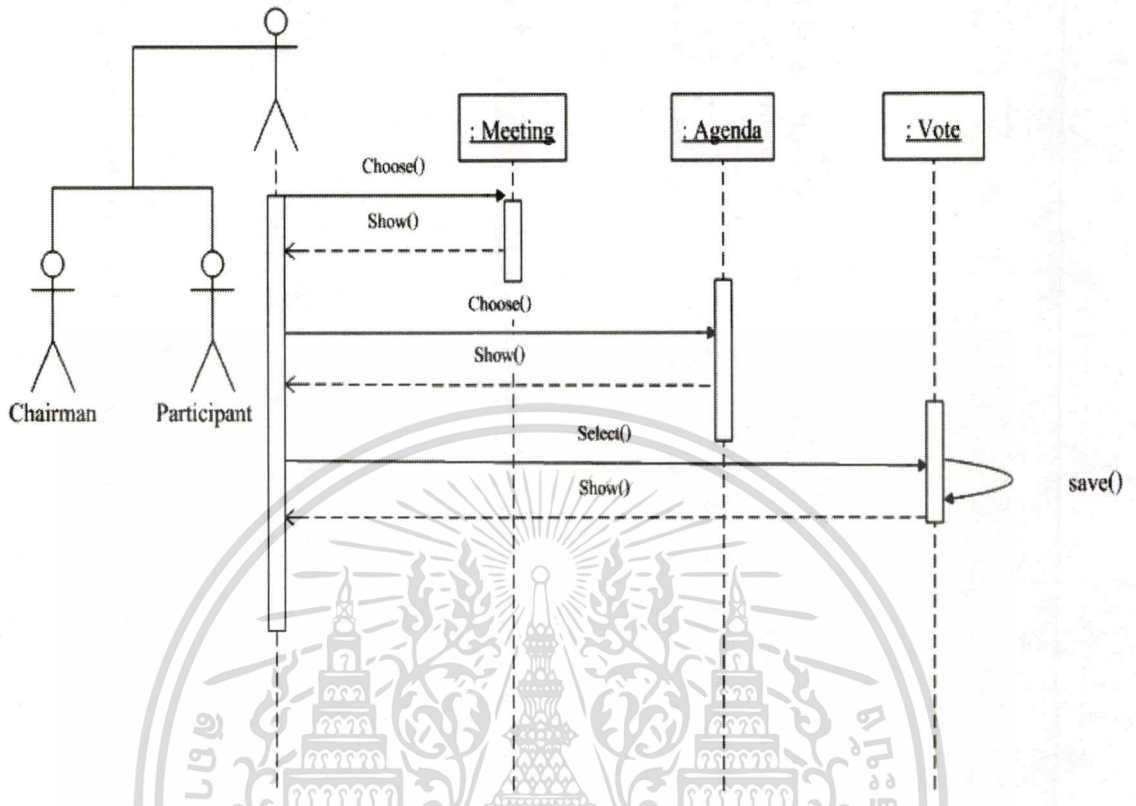 : Meeting
: Agenda
: Vote
Choose()
Show()
Choose()
Show()
Chairman
Participant
Select()
save()
Show()